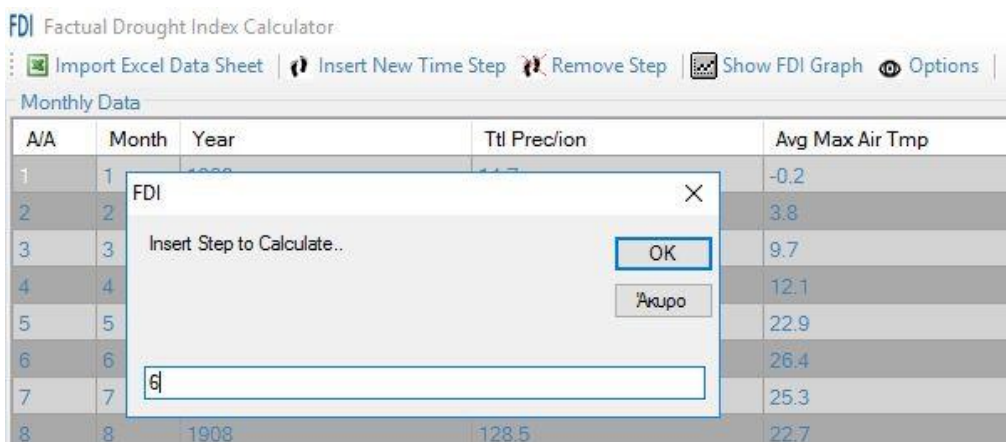 FDI Factual Drought Index Calculator
Import Excel Data Sheet Insert New Time Step Remove Step Show FDI Graph Options
Monthly Data
A/A Month Year Ttl Prec/ion Avg Max Air Tmp
1 1 -0.2
2 2 3.8
3 3 9.7
4 4 12.1
5 5 22.9
6 6 26.4
7 7 25.3
8 8 1908 128.5 22.7
FDI
Insert Step to Calculate..
OK
Άκυρο
6